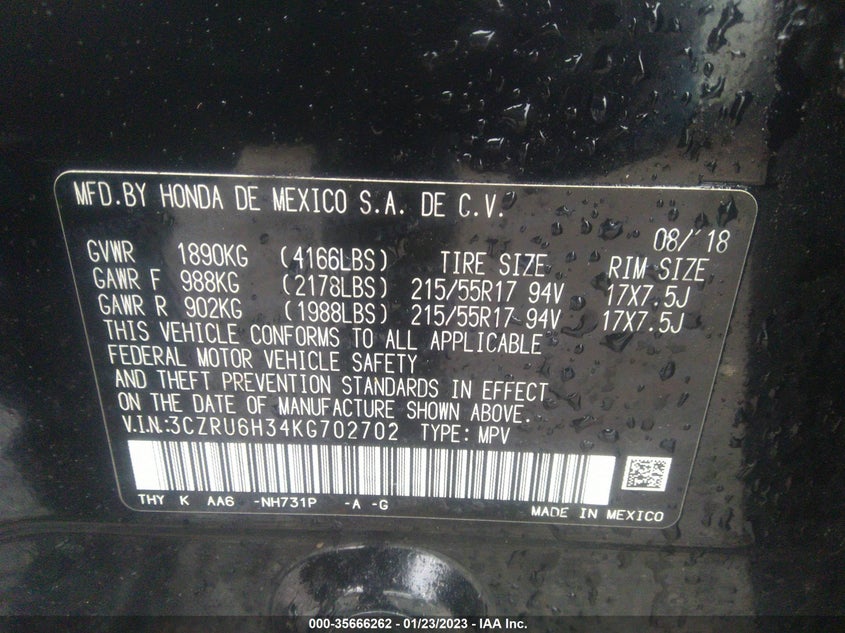 MFD.BY HONDA DE MEXICO S.A. DE C.V.
08/'18
GVWR 1890KG (4166LBS) TIRE SIZE RIM SIZE
GAWR F 988KG (2178LBS) 215/55R17 94V 17X7.5J
GAWR R 902KG (1988LBS) 215/55R17 94V 17X7.5J
THIS VEHICLE CONFORMS TO ALL APPLICABLE
FEDERAL MOTOR VEHICLE SAFETY
AND THEFT PREVENTION STANDARDS IN EFFECT
ON THE DATE OF MANUFACTURE SHOWN ABOVE.
V.I.N:3CZRU6H34KG702702 TYPE: MPV
THY K AA6 -NH731P -A -G
MADE IN MEXICO
000-35666262 - 01/23/2023 - IAA Inc.